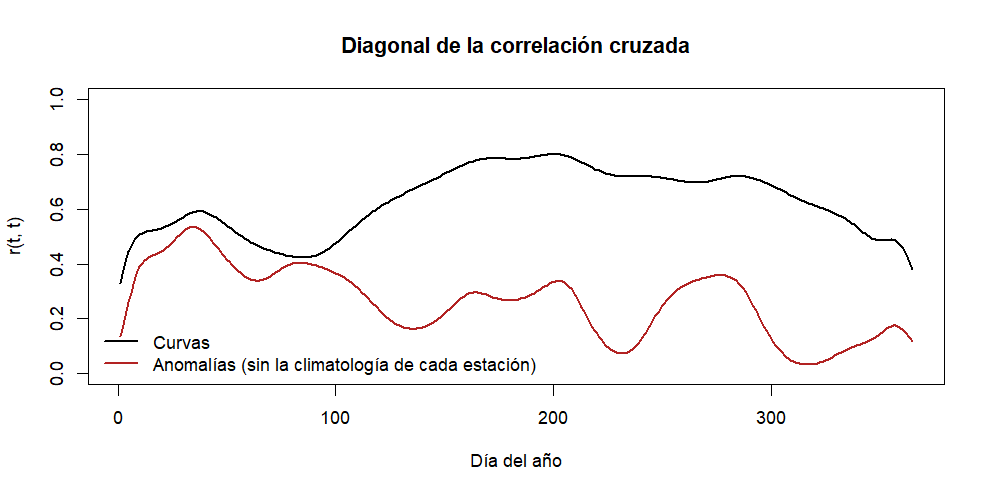 Diagonal de la correlación cruzada
r(t, t)
1.0
0.8
0.6
0.4
0.2
0.0
Curvas
Anomalías (sin la climatología de cada estación)
0 100 200 300
Día del año